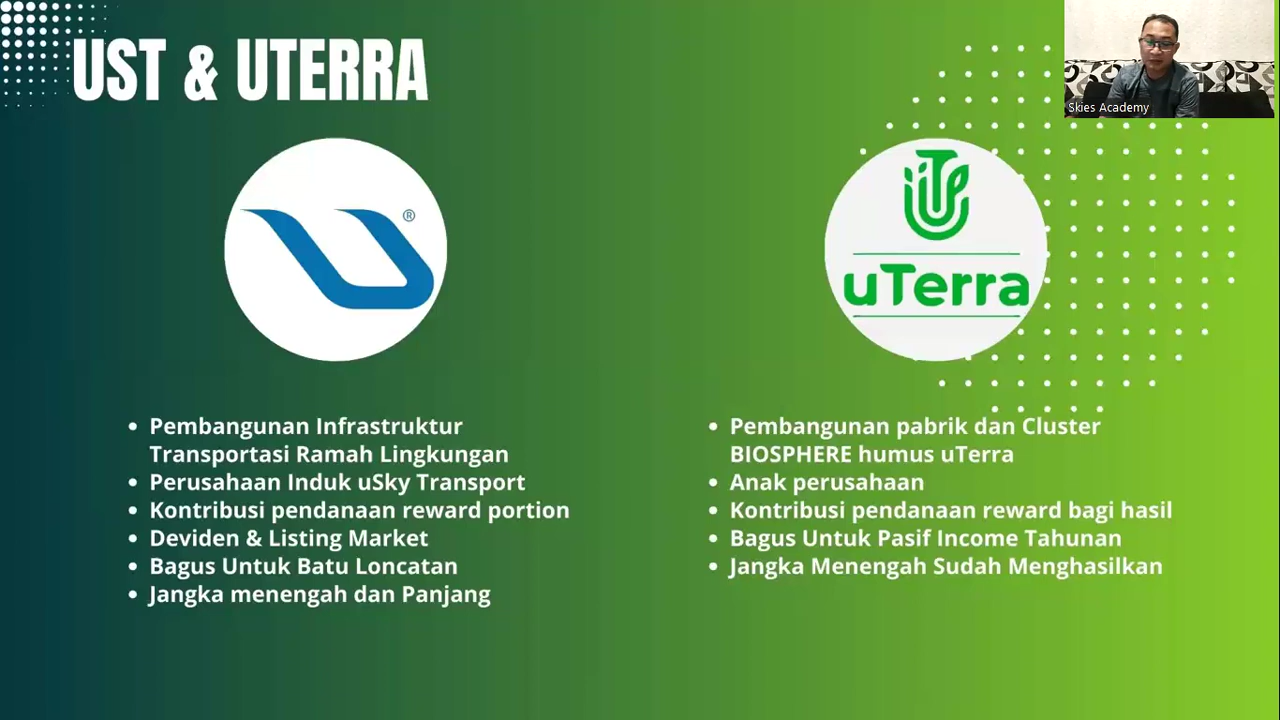 UST & UTERRA
Skies Academy
®
uTerra
• Pembangunan Infrastruktur
Transportasi Ramah Lingkungan
• Perusahaan Induk uSky Transport
• Kontribusi pendanaan reward portion
• Deviden & Listing Market
• Bagus Untuk Batu Loncatan
• Jangka menengah dan Panjang
• Pembangunan pabrik dan Cluster
BIOSPHERE humus uTerra
• Anak perusahaan
• Kontribusi pendanaan reward bagi hasil
• Bagus Untuk Pasif Income Tahunan
• Jangka Menengah Sudah Menghasilkan